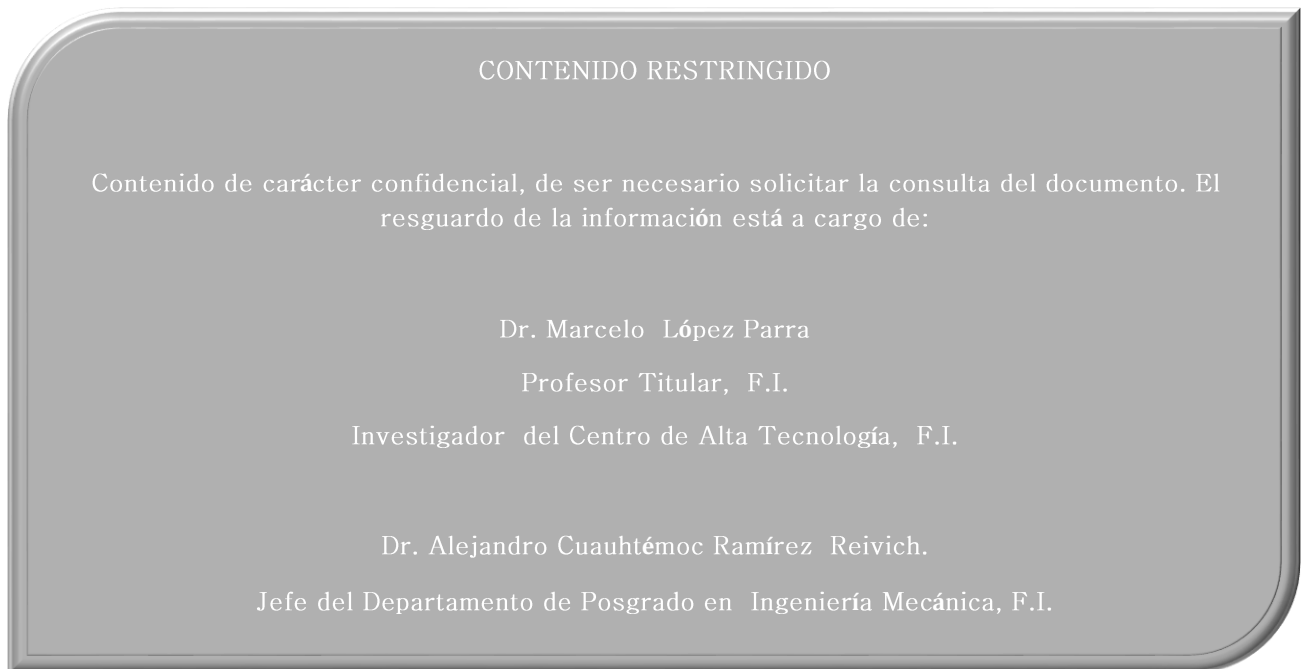 CONTENIDO RESTRINGIDO
Contenido de carácter confidencial, de ser necesario solicitar la consulta del documento. El
resguardo de la información está a cargo de:
Dr. Marcelo López Parra
Profesor Titular, F.I.
Investigador del Centro de Alta Tecnología, F.I.
Dr. Alejandro Cuauhtémoc Ramírez Reivich.
Jefe del Departamento de Posgrado en Ingeniería Mecánica, F.I.